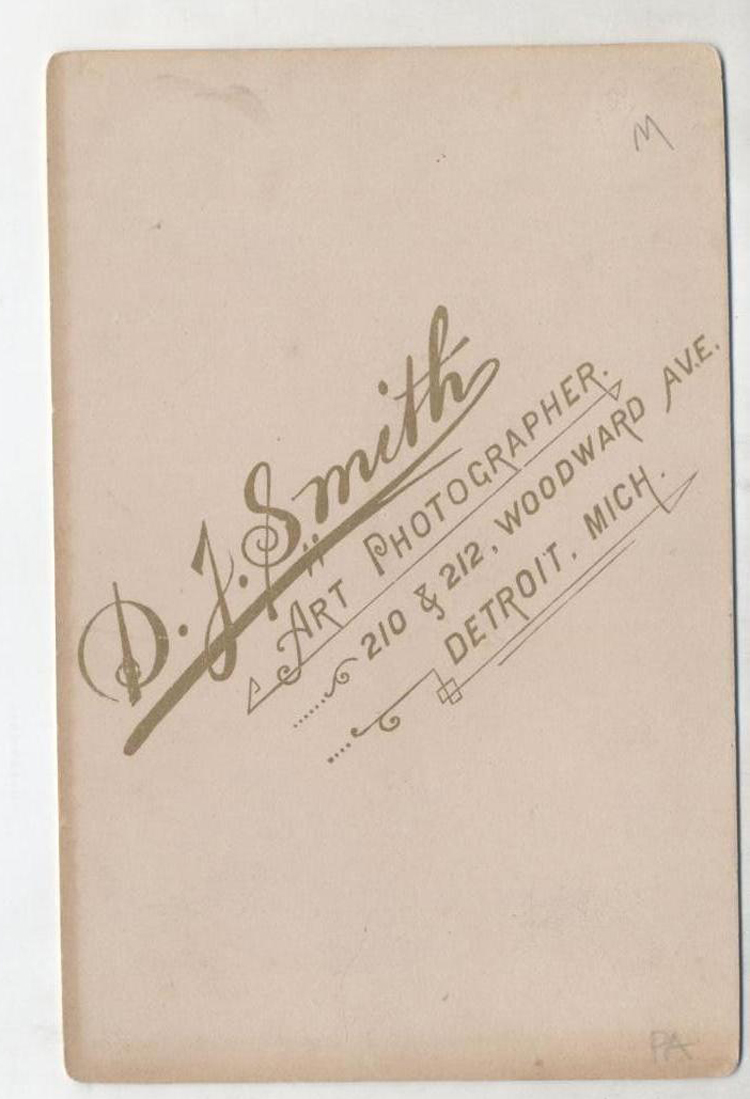 M
D. J. Smith
ART PHOTOGRAPHER.
210 & 212, WOODWARD AVE.
DETROIT. MICH.
PA